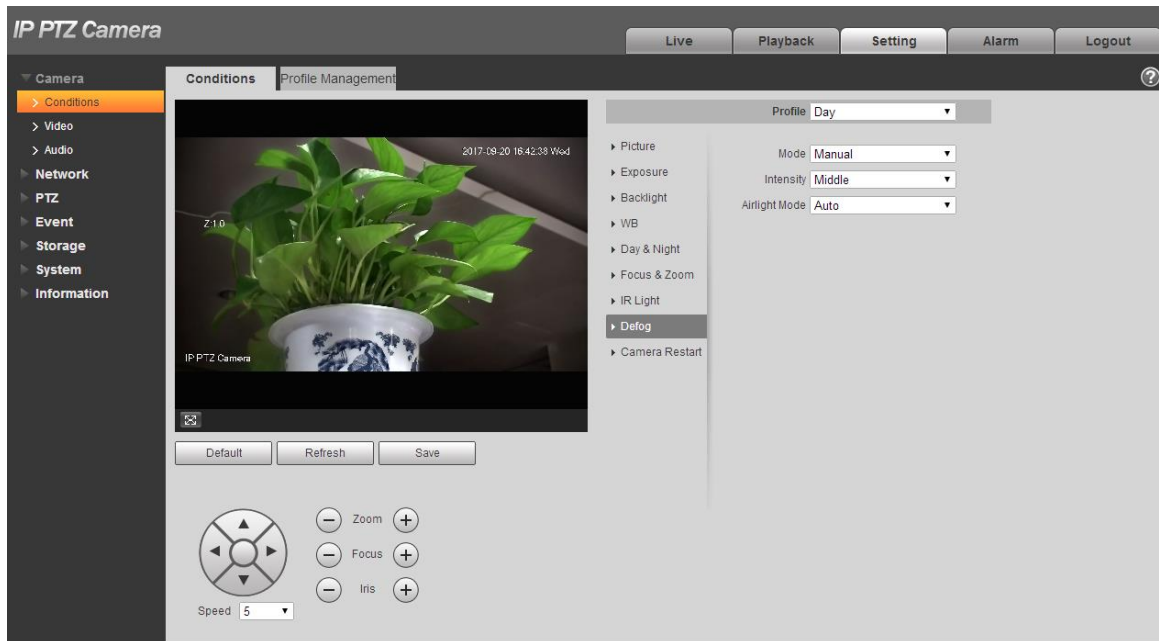 IP PTZ Camera
Live Playback Setting Alarm Logout
Camera
Conditions
Video
Audio
Network
PTZ
Event
Storage
System
Information
Conditions Profile Management
2017-09-20 16:42:38 Wed
Z:1.0
IP PTZ Camera
Default Refresh Save
Zoom
Focus
Iris
Speed 5
Profile Day
Picture
Exposure
Backlight
WB
Day & Night
Focus & Zoom
IR Light
Defog
Camera Restart
Mode Manual
Intensity Middle
Airlight Mode Auto